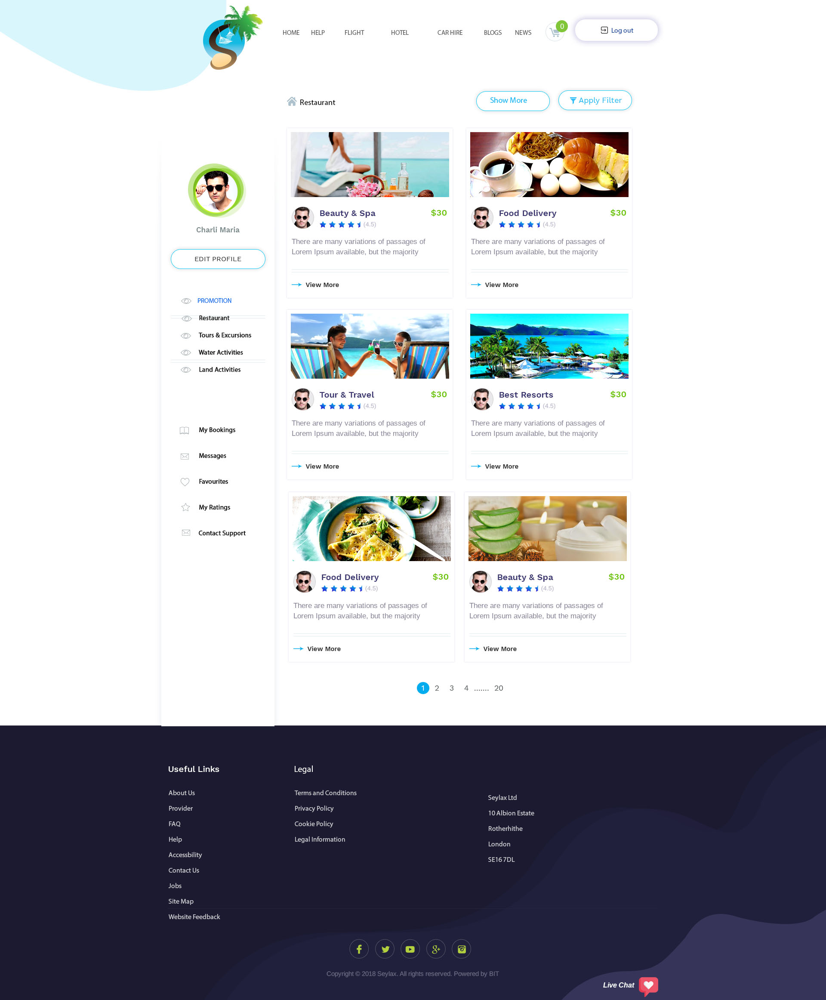 HOME HELP FLIGHT HOTEL CAR HIRE BLOGS NEWS 0 Log out
Restaurant Show More Apply Filter
Charli Maria
EDIT PROFILE
PROMOTION
Restaurant
Tours & Excursions
Water Activities
Land Activities
My Bookings
Messages
Favourites
My Ratings
Contact Support
Beauty & Spa $30
(4.5)
There are many variations of passages of
Lorem Ipsum available, but the majority
View More
Food Delivery $30
(4.5)
There are many variations of passages of
Lorem Ipsum available, but the majority
View More
Tour & Travel $30
(4.5)
There are many variations of passages of
Lorem Ipsum available, but the majority
View More
Best Resorts $30
(4.5)
There are many variations of passages of
Lorem Ipsum available, but the majority
View More
Food Delivery $30
(4.5)
There are many variations of passages of
Lorem Ipsum available, but the majority
View More
Beauty & Spa $30
(4.5)
There are many variations of passages of
Lorem Ipsum available, but the majority
View More
1 2 3 4 ....... 20
Useful Links
About Us
Provider
FAQ
Help
Accessbility
Contact Us
Jobs
Site Map
Website Feedback
Legal
Terms and Conditions
Privacy Policy
Cookie Policy
Legal Information
Seylax Ltd
10 Albion Estate
Rotherhithe
London
SE16 7DL
Copyright © 2018 Seylax. All rights reserved. Powered by BIT
Live Chat